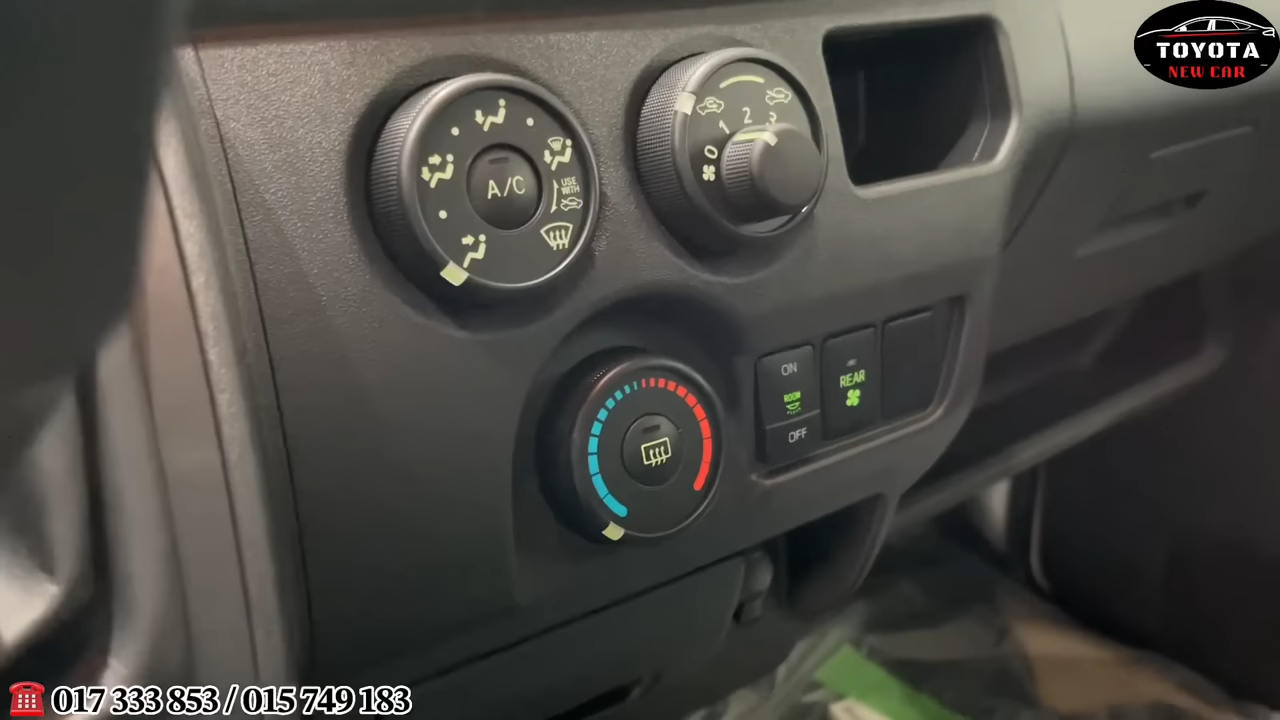 TOYOTA
NEW CAR
A/C
USE
WITH
0 1 2 3
ON
ROOM
OFF
REAR
017 333 853 / 015 749 183